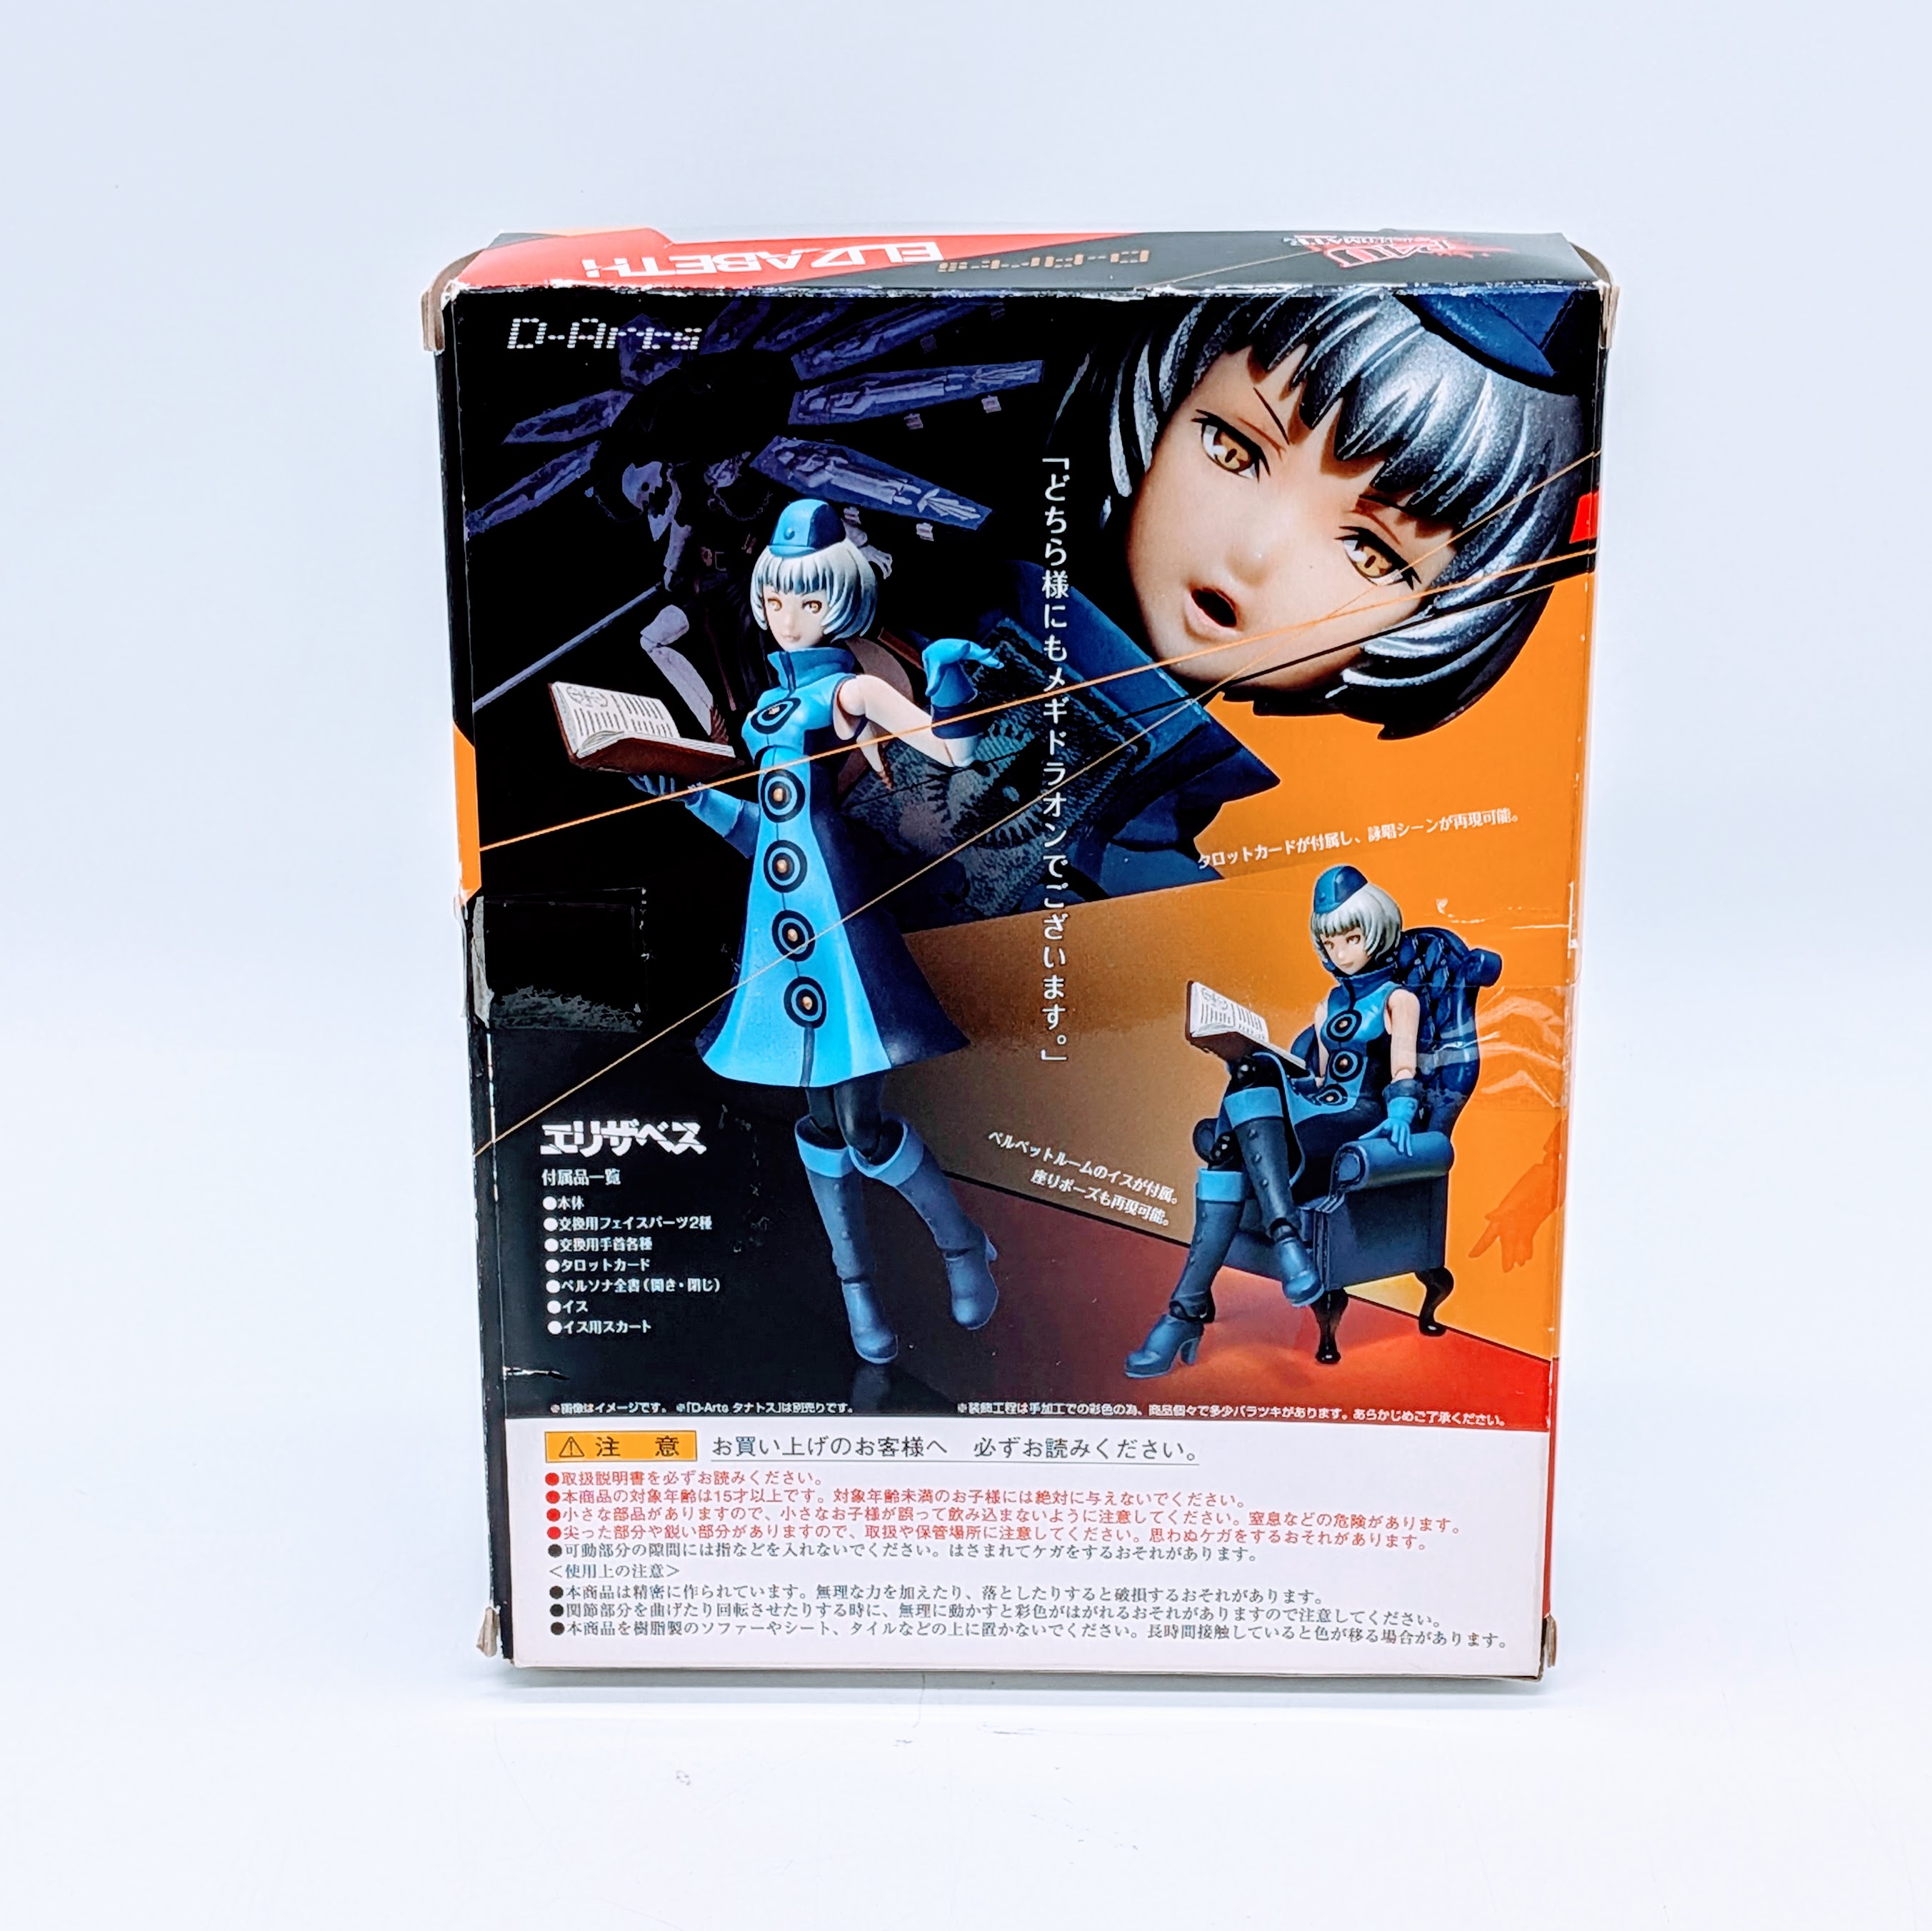 ELIZABETH
D-Arts
P4U
D-Arts
「どちら様にもメギドラオンでございます。」
タロットカードが付属し、詠唱シーンが再現可能。
ベルベットルームのイスが付属。
座りポーズも再現可能。
エリザベス
付属品一覧
●本体
●交換用フェイスパーツ2種
●交換用手首各種
●タロットカード
●ペルソナ全書(開き・閉じ)
●イス
●イス用スカート
※画像はイメージです。 ※「D-Arts タナトス」は別売りです。
※装飾工程は手加工での彩色の為、商品個々で多少バラツキがあります。あらかじめご了承ください。
⚠注 意 お買い上げのお客様へ 必ずお読みください。
●取扱説明書を必ずお読みください。
●本商品の対象年齢は15才以上です。対象年齢未満のお子様には絶対に与えないでください。
●小さな部品がありますので、小さなお子様が誤って飲み込まないように注意してください。窒息などの危険があります。
●尖った部分や鋭い部分がありますので、取扱や保管場所に注意してください。思わぬケガをするおそれがあります。
●可動部分の隙間には指などを入れないでください。はさまれてケガをするおそれがあります。
＜使用上の注意＞
●本商品は精密に作られています。無理な力を加えたり、落としたりすると破損するおそれがあります。
●関節部分を曲げたり回転させたりする時に、無理に動かすと彩色がはがれるおそれがありますので注意してください。
●本商品を樹脂製のソファーやシート、タイルなどの上に置かないでください。長時間接触していると色が移る場合があります。